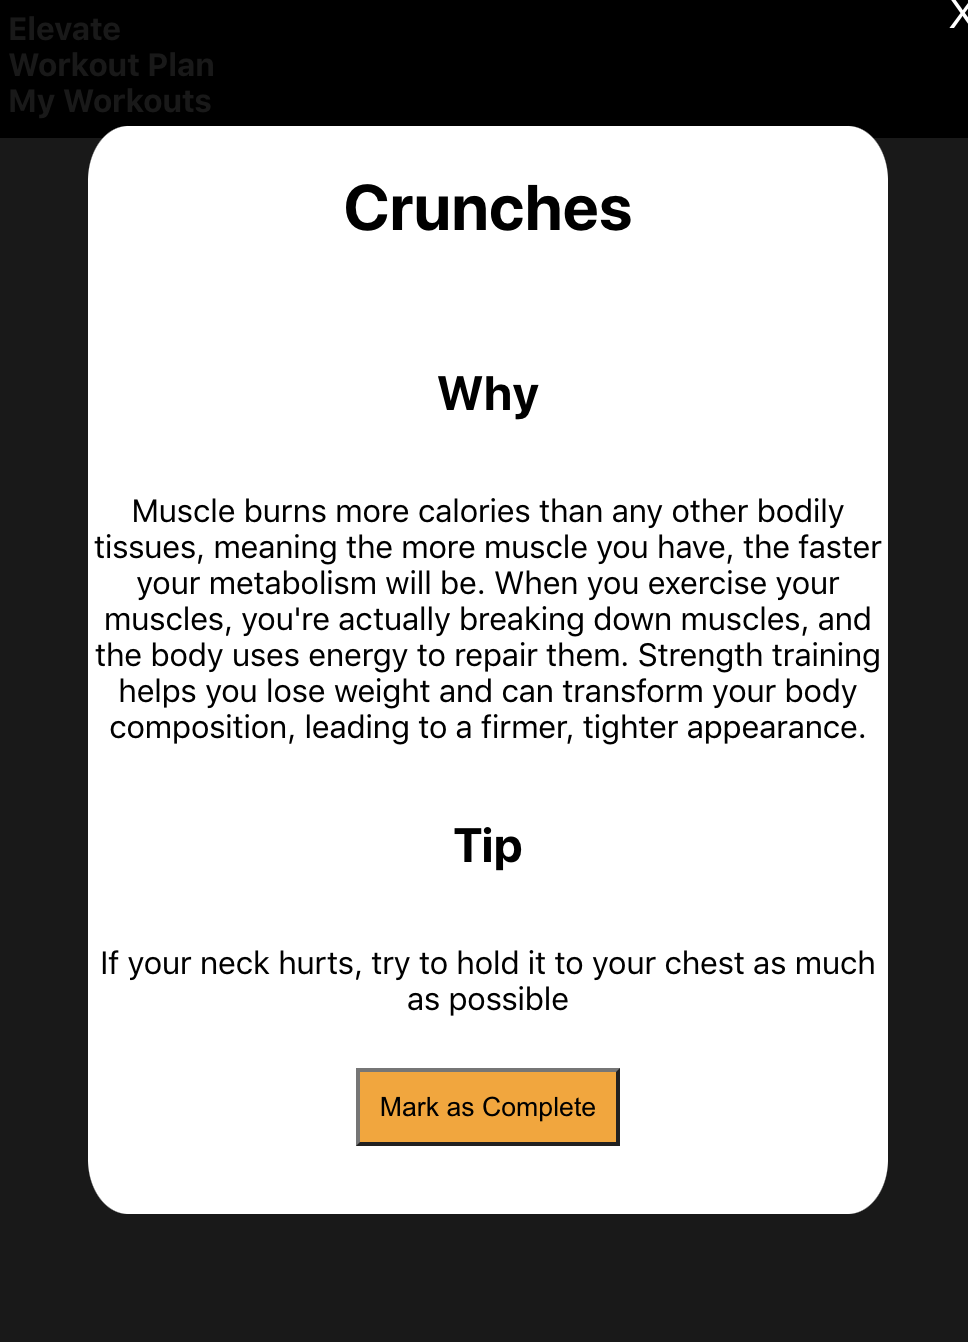 Elevate
Workout Plan
My Workouts
X
Crunches
Why
Muscle burns more calories than any other bodily
tissues, meaning the more muscle you have, the faster
your metabolism will be. When you exercise your
muscles, you're actually breaking down muscles, and
the body uses energy to repair them. Strength training
helps you lose weight and can transform your body
composition, leading to a firmer, tighter appearance.
Tip
If your neck hurts, try to hold it to your chest as much
as possible
Mark as Complete